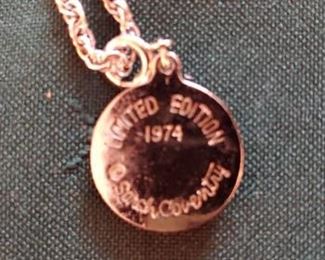 LIMITED EDITION
1974
© Sarah Coventry